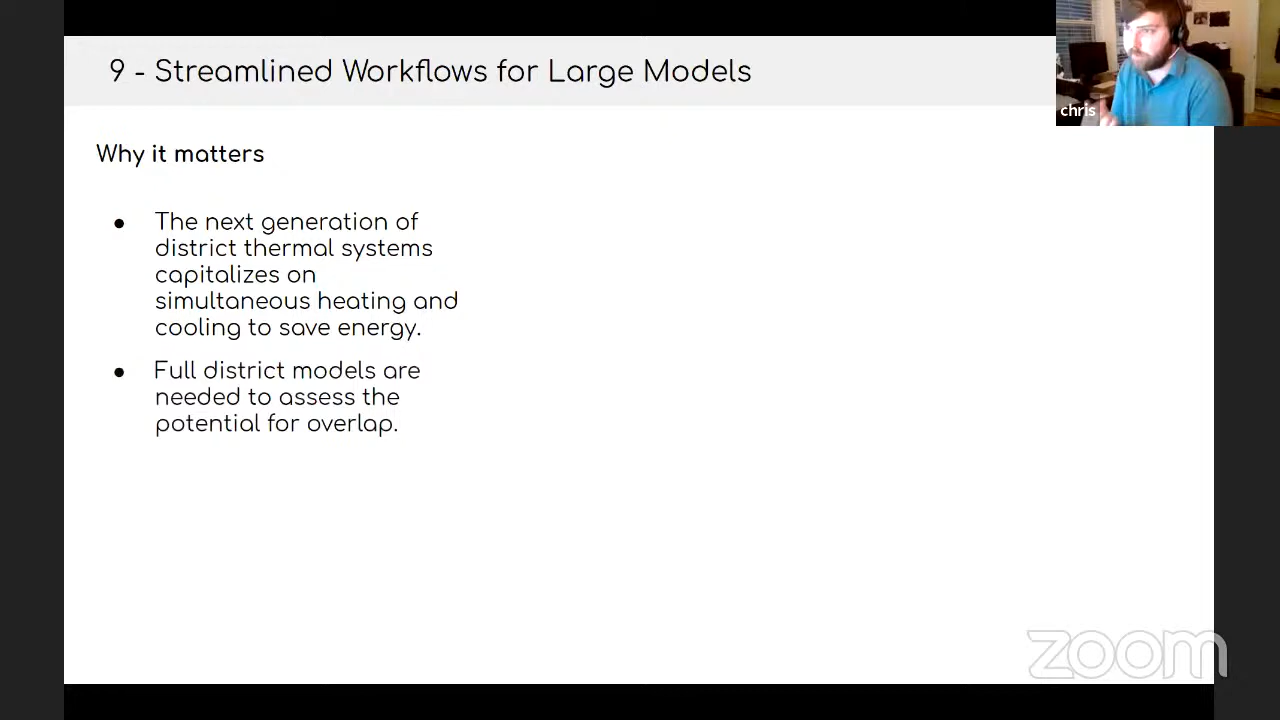 9 - Streamlined Workflows for Large Models
chris
Why it matters
● The next generation of
district thermal systems
capitalizes on
simultaneous heating and
cooling to save energy.
● Full district models are
needed to assess the
potential for overlap.
zoom